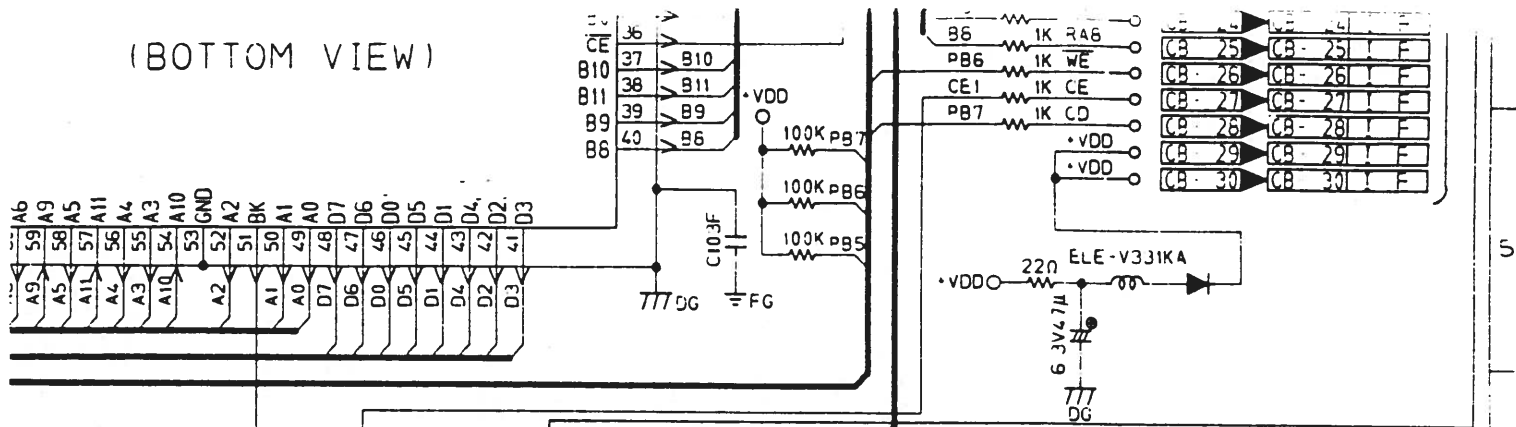 (BOTTOM VIEW)
36
CE
37
B10
B10
38
B11
B11
39
B9
B9
40
B8
B8
+VDD
100K PB7
100K PB6
100K PB5
B8 1K RA8
PB6 1K WE
CE1 1K CE
PB7 1K CD
+VDD
+VDD
CB- 25 CB- 25 I F
CB- 26 CB- 26 I F
CB- 27 CB- 27 I F
CB- 28 CB- 28 I F
CB- 29 CB- 29 I F
CB- 30 CB- 30 I F
A6 A9 A5 A11 A4 A3 A10 GND A2 BK A1 A0 D7 D6 D0 D5 D1 D4 D2 D3
59 58 57 56 55 54 53 52 51 50 49 48 47 46 45 44 43 42 41
A9 A5 A11 A4 A3 A10 A2 A1 A0 D7 D6 D0 D5 D1 D4 D2 D3
C103F
DG
FG
+VDD
22Ω
ELE-V331KA
6.3V47μ
DG
5